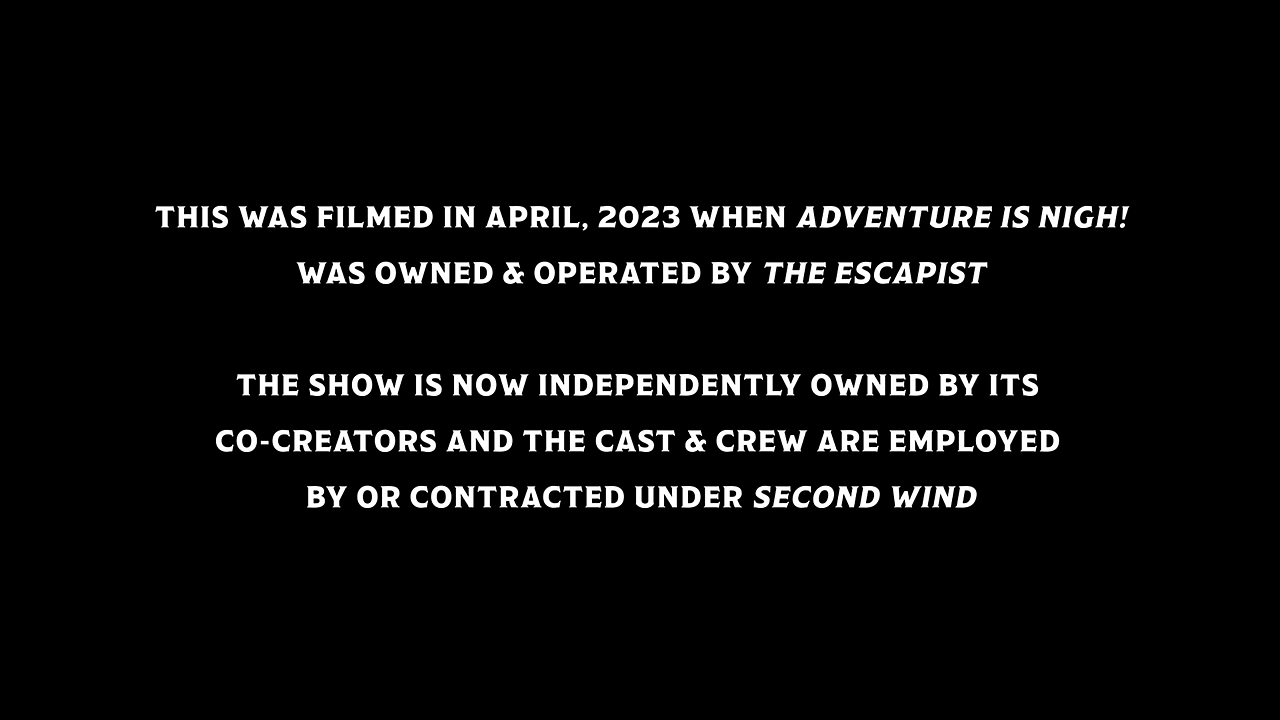 THIS WAS FILMED IN APRIL, 2023 WHEN ADVENTURE IS NIGH!
WAS OWNED & OPERATED BY THE ESCAPIST
THE SHOW IS NOW INDEPENDENTLY OWNED BY ITS
CO-CREATORS AND THE CAST & CREW ARE EMPLOYED
BY OR CONTRACTED UNDER SECOND WIND